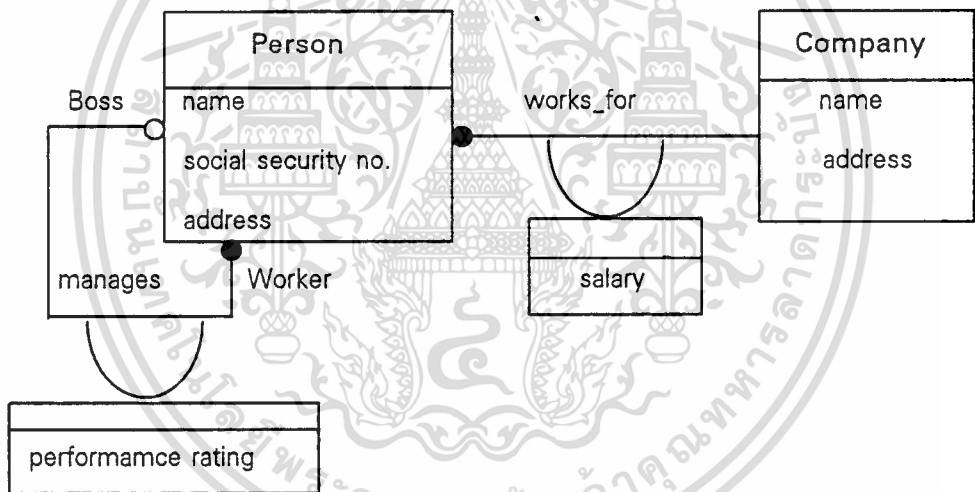 Person
Company
Boss
name
works_for
name
social security no.
address
address
manages
Worker
salary
performamce rating